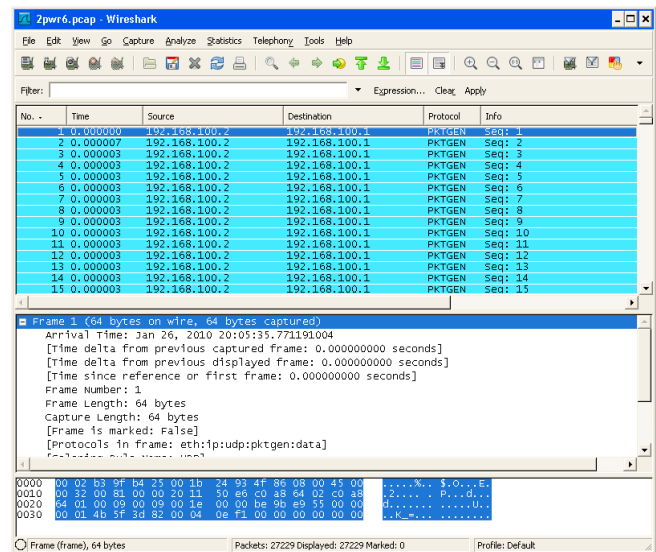 2pwr6.pcap - Wireshark
File Edit View Go Capture Analyze Statistics Telephony Tools Help
Filter: Expression... Clear Apply
No. - Time Source Destination Protocol Info
1 0.000000 192.168.100.2 192.168.100.1 PKTGEN Seq: 1
2 0.000007 192.168.100.2 192.168.100.1 PKTGEN Seq: 2
3 0.000003 192.168.100.2 192.168.100.1 PKTGEN Seq: 3
4 0.000003 192.168.100.2 192.168.100.1 PKTGEN Seq: 4
5 0.000003 192.168.100.2 192.168.100.1 PKTGEN Seq: 5
6 0.000003 192.168.100.2 192.168.100.1 PKTGEN Seq: 6
7 0.000003 192.168.100.2 192.168.100.1 PKTGEN Seq: 7
8 0.000003 192.168.100.2 192.168.100.1 PKTGEN Seq: 8
9 0.000003 192.168.100.2 192.168.100.1 PKTGEN Seq: 9
10 0.000003 192.168.100.2 192.168.100.1 PKTGEN Seq: 10
11 0.000003 192.168.100.2 192.168.100.1 PKTGEN Seq: 11
12 0.000003 192.168.100.2 192.168.100.1 PKTGEN Seq: 12
13 0.000003 192.168.100.2 192.168.100.1 PKTGEN Seq: 13
14 0.000003 192.168.100.2 192.168.100.1 PKTGEN Seq: 14
15 0.000003 192.168.100.2 192.168.100.1 PKTGEN Seq: 15
Frame 1 (64 bytes on wire, 64 bytes captured)
Arrival Time: Jan 26, 2010 20:05:35.771191004
[Time delta from previous captured frame: 0.000000000 seconds]
[Time delta from previous displayed frame: 0.000000000 seconds]
[Time since reference or first frame: 0.000000000 seconds]
Frame Number: 1
Frame Length: 64 bytes
Capture Length: 64 bytes
[Frame is marked: False]
[Protocols in frame: eth:ip:udp:pktgen:data]
0000 00 02 b3 9f b4 25 00 1b 24 93 4f 86 08 00 45 00 .....%.. $.O...E.
0010 00 32 00 81 00 00 20 11 50 e6 c0 a8 64 02 c0 a8 .2.... . P...d...
0020 64 01 00 09 00 09 00 1e 00 00 be 9b e9 55 00 00 d....... .....U..
0030 00 01 4b 5f 3d 82 00 04 0e f1 00 00 00 00 00 00 ..K_=... ........
Frame (frame), 64 bytes Packets: 27229 Displayed: 27229 Marked: 0 Profile: Default